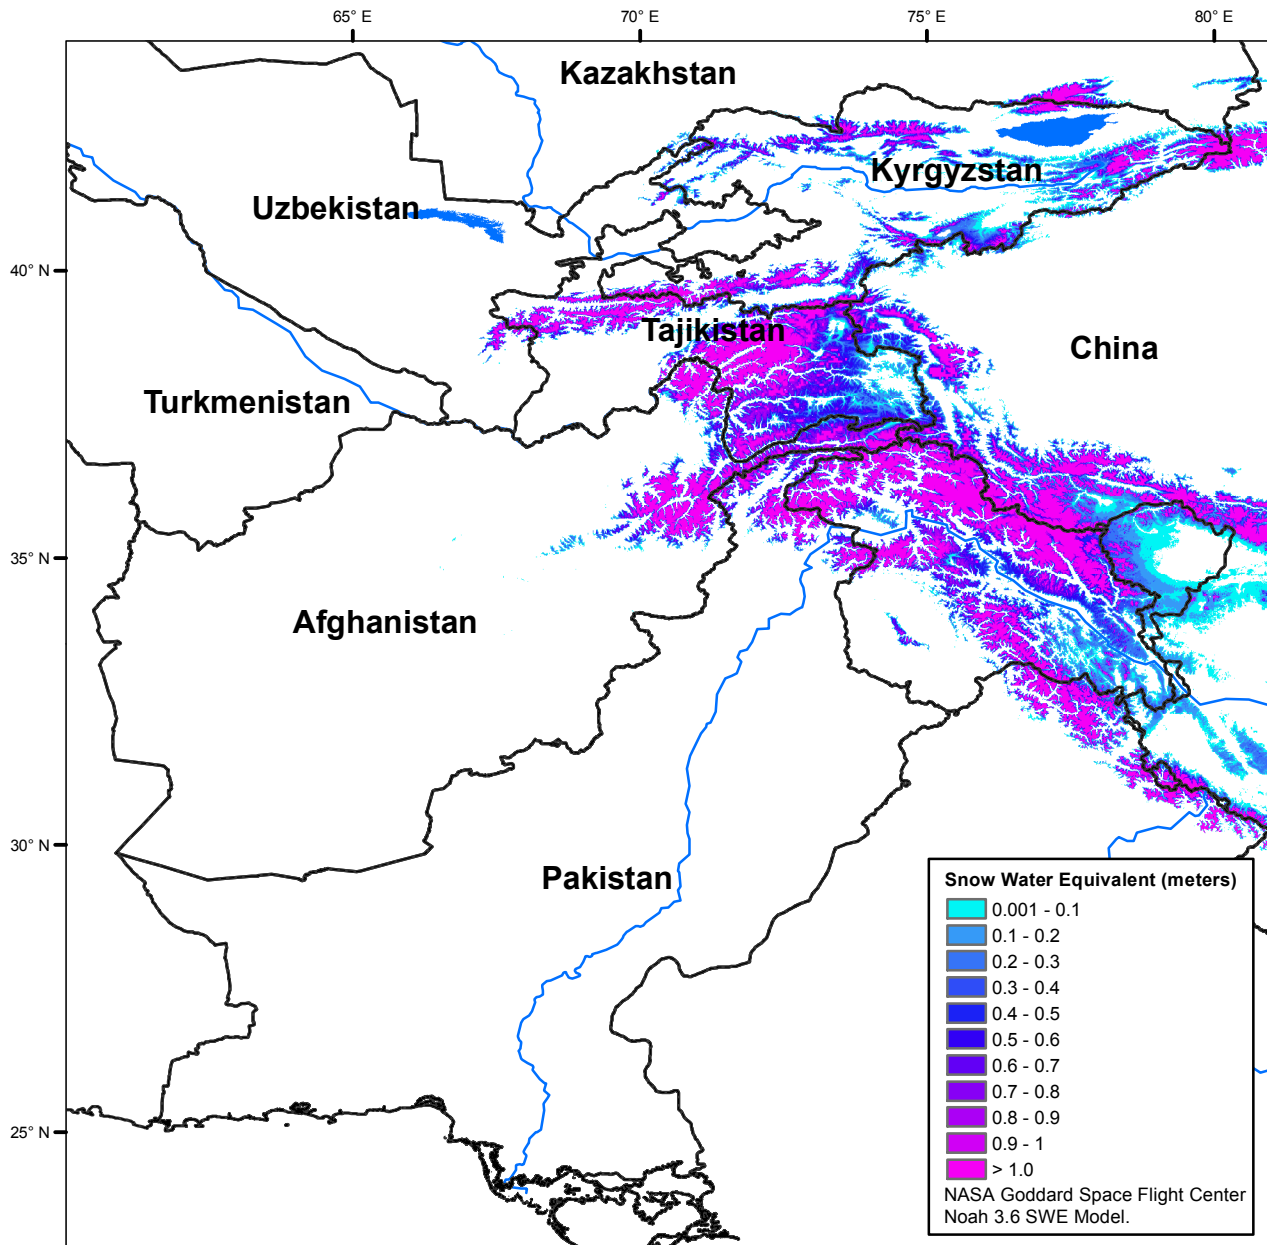 65° E
70° E
75° E
80° E
Kazakhstan
Kyrgyzstan
Uzbekistan
40° N
Tajikistan
China
Turkmenistan
35° N
Afghanistan
30° N
Pakistan
25° N
Snow Water Equivalent (meters)
0.001 - 0.1
0.1 - 0.2
0.2 - 0.3
0.3 - 0.4
0.4 - 0.5
0.5 - 0.6
0.6 - 0.7
0.7 - 0.8
0.8 - 0.9
0.9 - 1
> 1.0
NASA Goddard Space Flight Center
Noah 3.6 SWE Model.